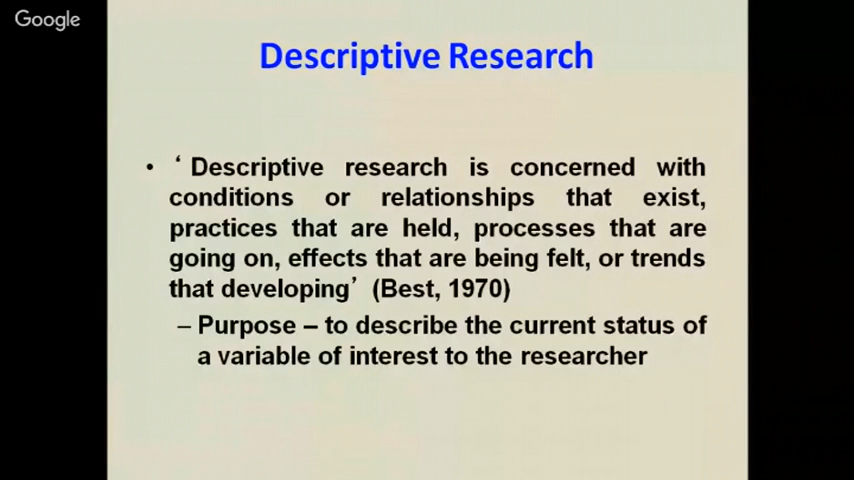 Google
Descriptive Research
• ‘ Descriptive research is concerned with
conditions or relationships that exist,
practices that are held, processes that are
going on, effects that are being felt, or trends
that developing’ (Best, 1970)
– Purpose – to describe the current status of
a variable of interest to the researcher